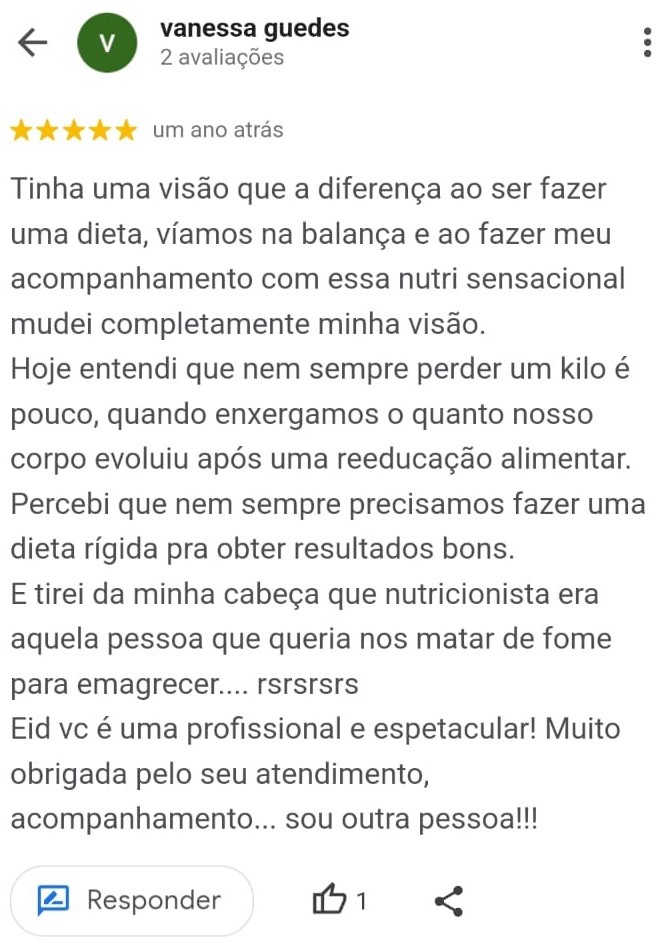 vanessa guedes
V
2 avaliações
um ano atrás
Tinha uma visão que a diferença ao ser fazer
uma dieta, víamos na balança e ao fazer meu
acompanhamento com essa nutri sensacional
mudei completamente minha visão.
Hoje entendi que nem sempre perder um kilo é
pouco, quando enxergamos o quanto nosso
corpo evoluiu após uma reeducação alimentar.
Percebi que nem sempre precisamos fazer uma
dieta rígida pra obter resultados bons.
E tirei da minha cabeça que nutricionista era
aquela pessoa que queria nos matar de fome
para emagrecer.... rsrsrsrs
Eid vc é uma profissional e espetacular! Muito
obrigada pelo seu atendimento,
acompanhamento... sou outra pessoa!!!
Responder
1